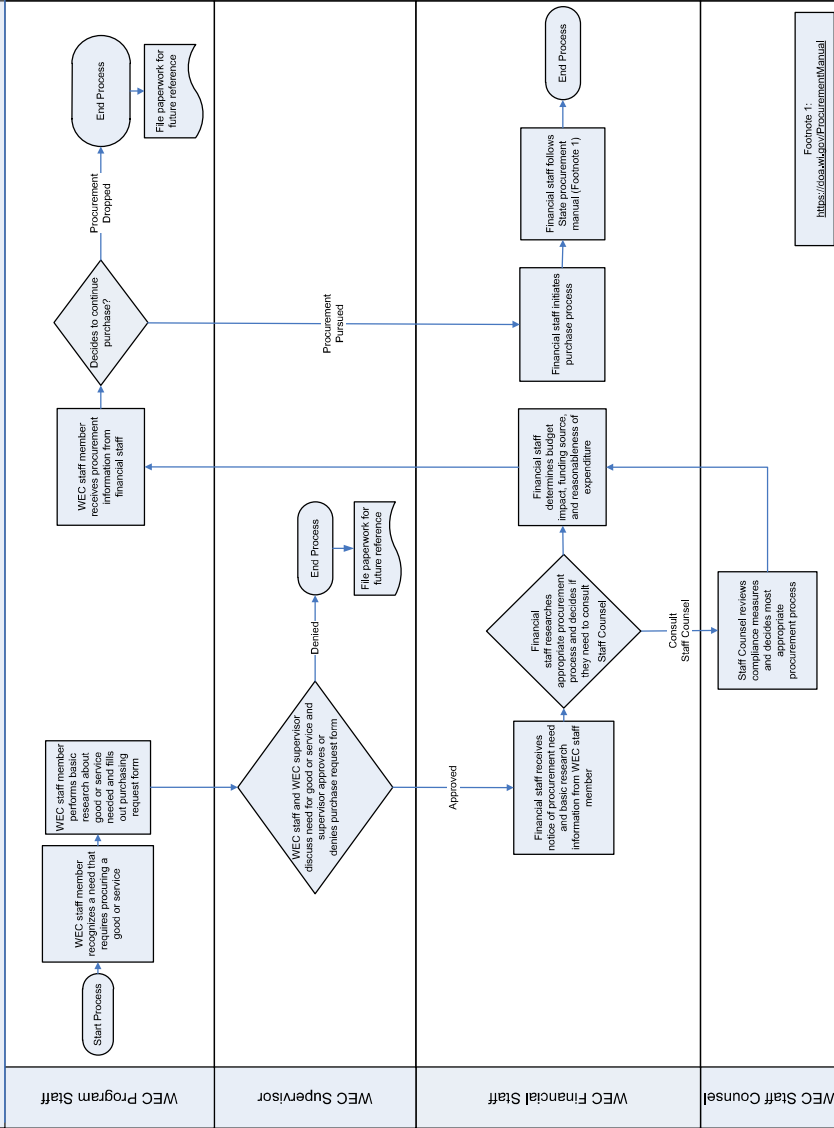 WEC Program Staff
Start Process
WEC staff member
recognizes a need that
requires procuring a
good or service
WEC staff member
performs basic
research about
good or service
needed and fills
out purchasing
request form
WEC staff member
receives procurement
information from
financial staff
Decides to continue
purchase?
Procurement
Dropped
End Process
File paperwork for
future reference
WEC Supervisor
WEC staff and WEC supervisor
discuss need for good or service and
supervisor approves or
denies purchase request form
Denied
End Process
File paperwork for
future reference
Procurement
Pursued
WEC Financial Staff
Approved
Financial staff receives
notice of procurement need
and basic research
information from WEC staff
member
Financial
staff researches
appropriate procurement
process and decides if
they need to consult
Staff Counsel
Financial staff
determines budget
impact, funding source,
and reasonableness of
expenditure
Financial staff initiates
purchase process
Financial staff follows
State procurement
manual (Footnote 1)
End Process
WEC Staff Counsel
Consult
Staff Counsel
Staff Counsel reviews
compliance measures
and decides most
appropriate
procurement process
Footnote 1:
https://doa.wi.gov/ProcurementManual